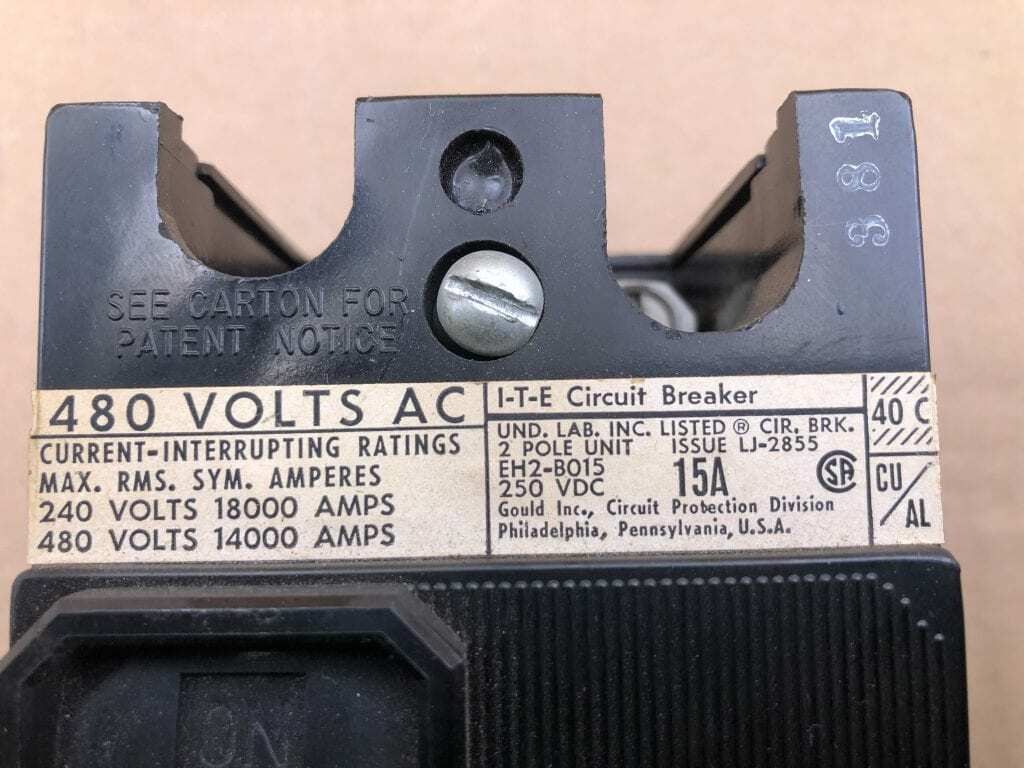 381
SEE CARTON FOR
PATENT NOTICE
480 VOLTS AC
CURRENT-INTERRUPTING RATINGS
MAX. RMS. SYM. AMPERES
240 VOLTS 18000 AMPS
480 VOLTS 14000 AMPS
I-T-E Circuit Breaker
UND. LAB. INC. LISTED ® CIR. BRK.
2 POLE UNIT ISSUE LJ-2855
EH2-B015
15A
250 VDC
Gould Inc., Circuit Protection Division
Philadelphia, Pennsylvania, U.S.A.
SA
40 C
CU/AL
ON